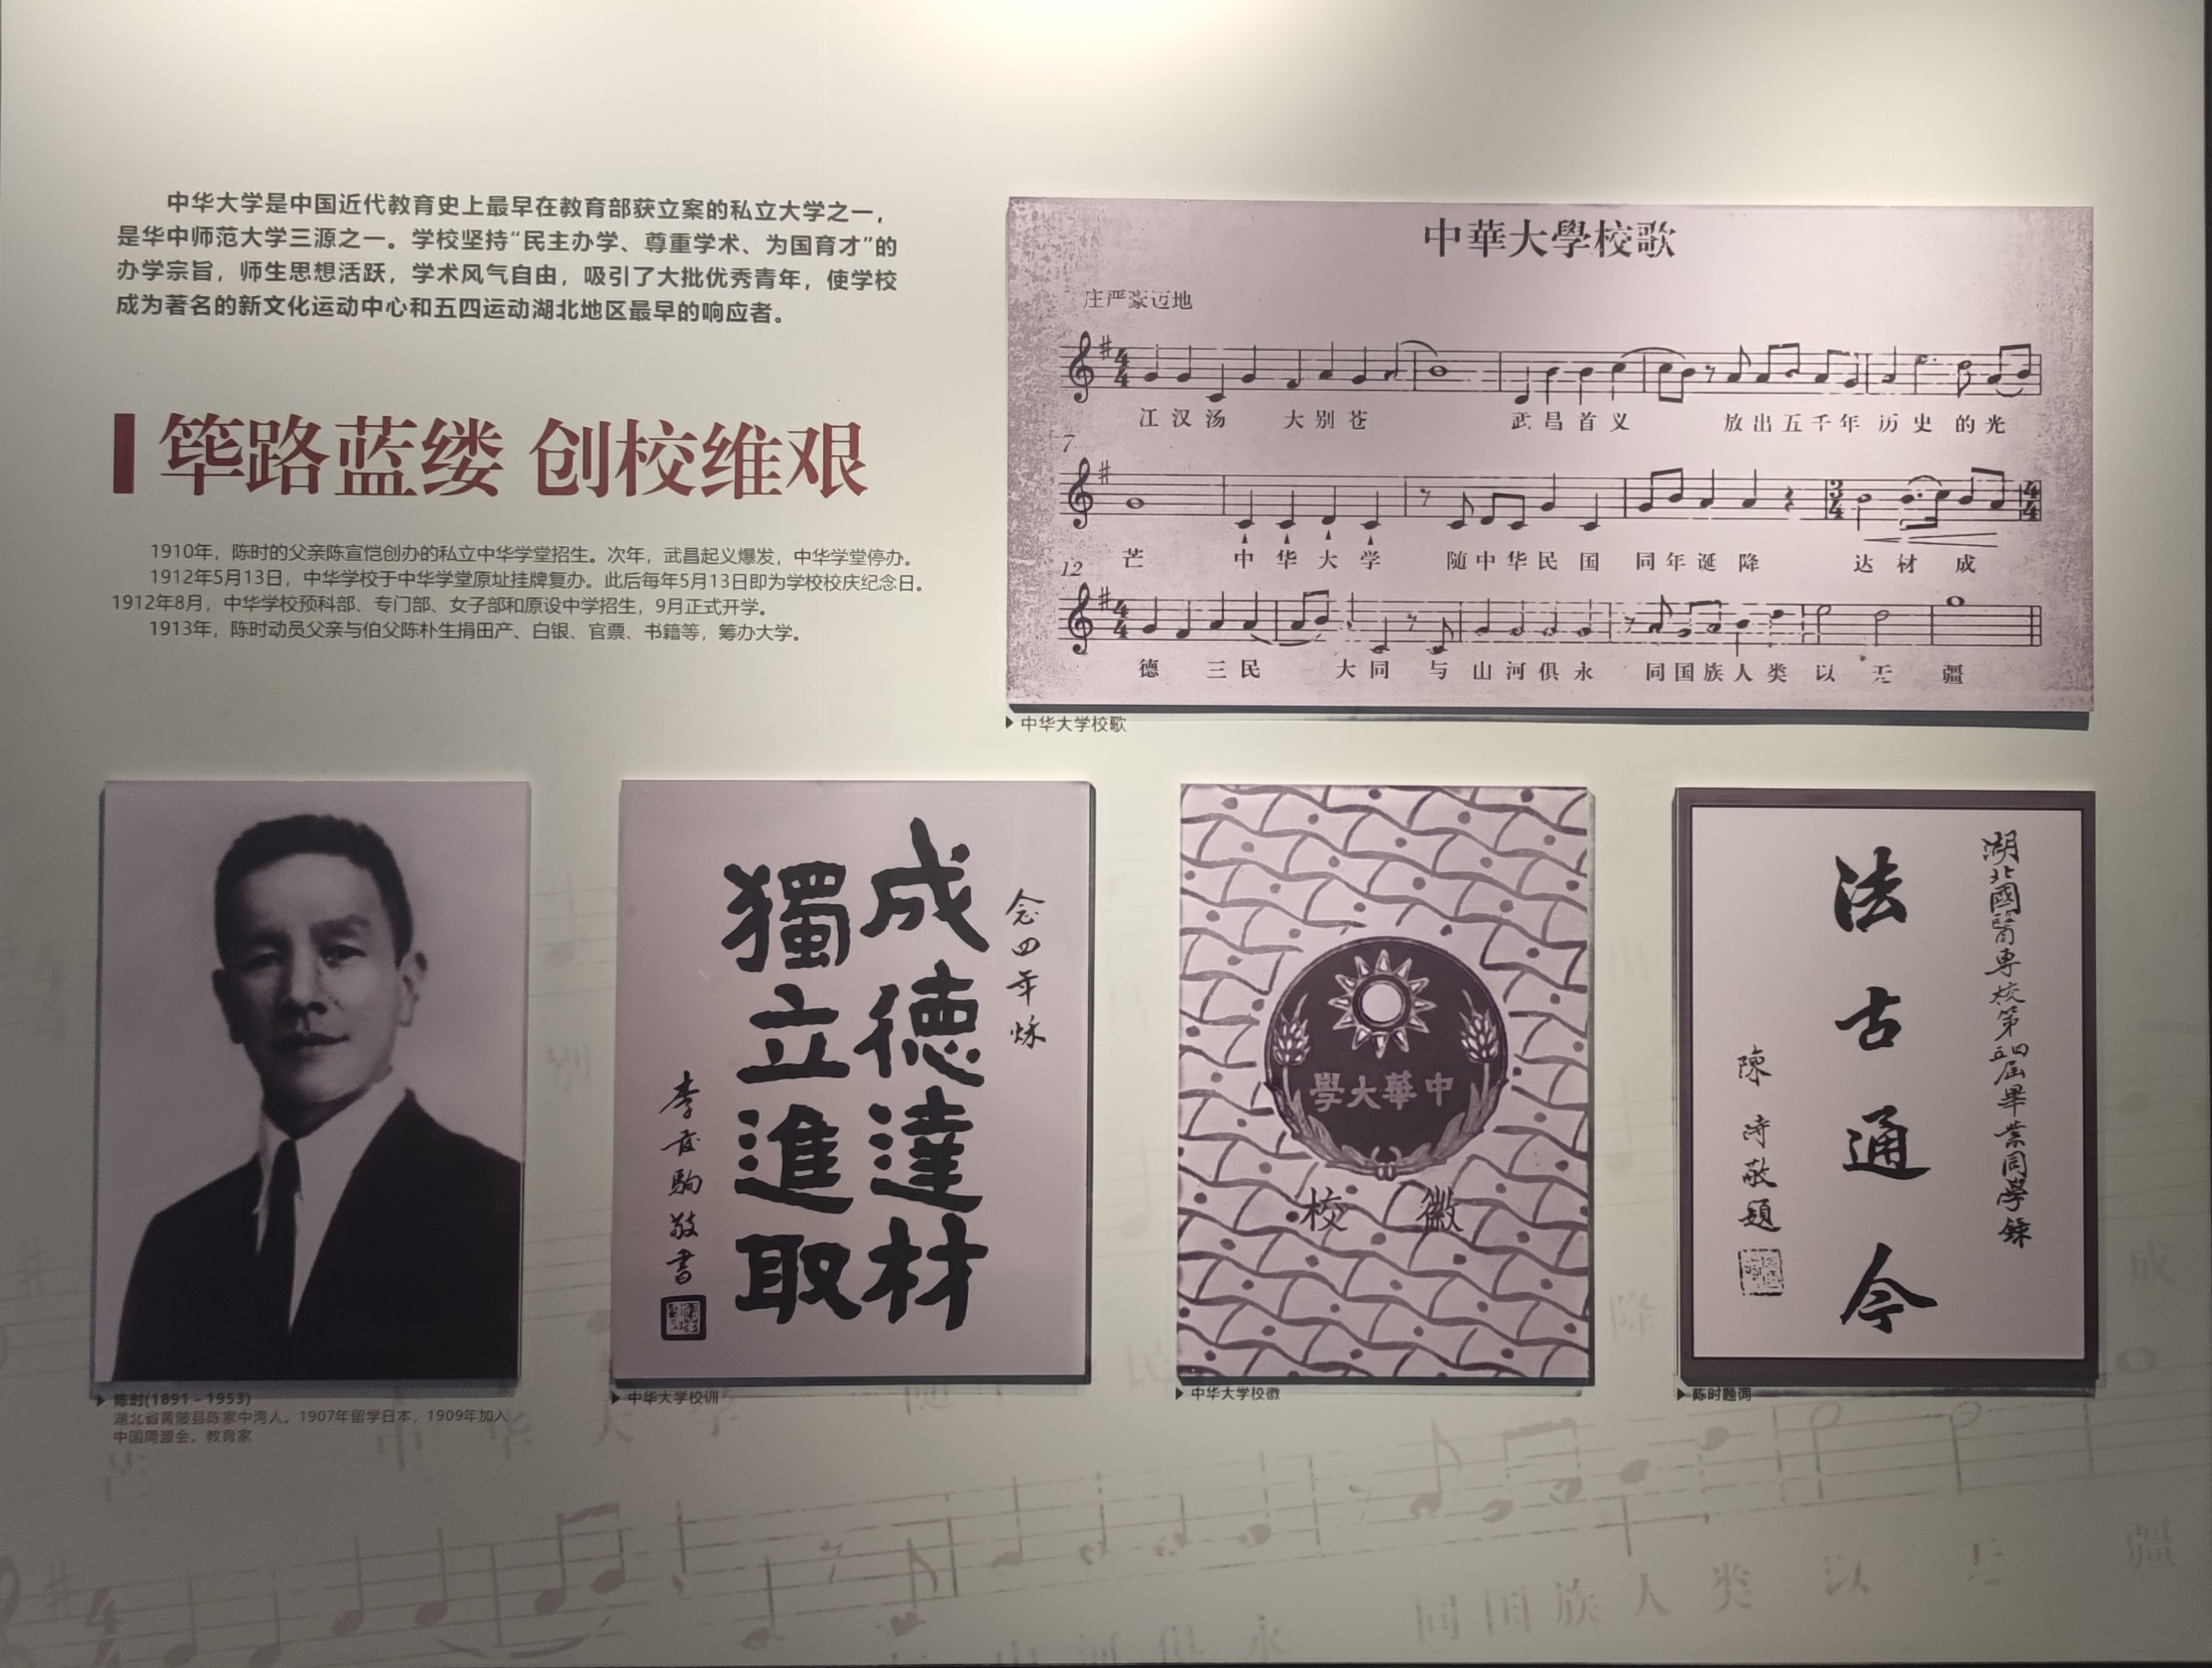 中华大学是中国近代教育史上最早在教育部获立案的私立大学之一，
是华中师范大学三源之一。学校坚持“民主办学、尊重学术、为国育才”的
办学宗旨，师生思想活跃，学术风气自由，吸引了大批优秀青年，使学校
成为著名的新文化运动中心和五四运动湖北地区最早的响应者。
筚路蓝缕 创校维艰
1910年，陈时的父亲陈宣恺创办的私立中华学堂招生。次年，武昌起义爆发，中华学堂停办。
1912年5月13日，中华学校于中华学堂原址挂牌复办。此后每年5月13日即为学校校庆纪念日。
1912年8月，中华学校预科部、专门部、女子部和原设中学招生，9月正式开学。
1913年，陈时动员父亲与伯父陈朴生捐田产、白银、官票、书籍等，筹办大学。
中華大學校歌
庄严豪迈地
江汉汤 大别苍 武昌首义 放出五千年历史的光
7
芒 中华大学 随中华民国 同年诞降 达材成
12
德 三民 大同 与山河俱永 同国族人类以无疆
中华大学校歌
念四年秋
成德達材
獨立進取
敬書
中华大学校训
學大華中
校徽
中华大学校徽
湖北國醫專校第四屆畢業同學錄
法古通今
陳時敬題
陈时题词
陈时(1891－1953)
湖北省黄陂县陈家中湾人。1907年留学日本，1909年加入
中国同盟会。教育家